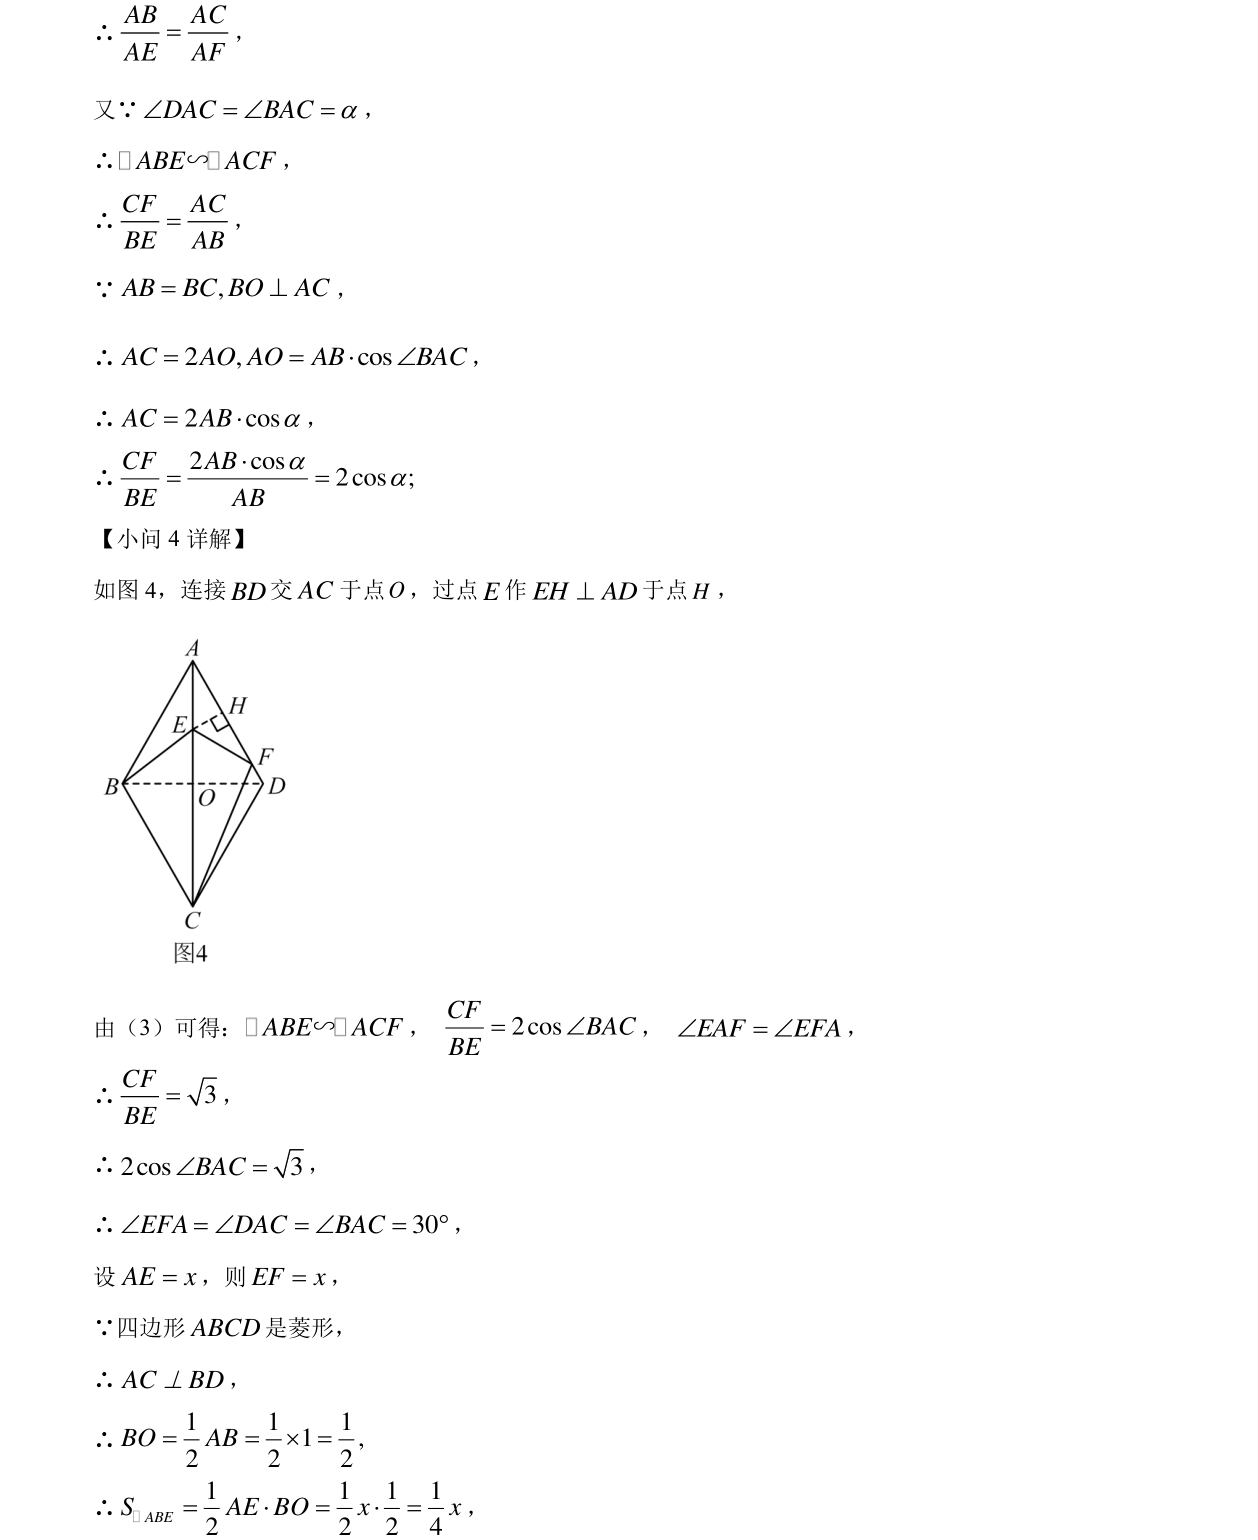 ∴ AB/AE = AC/AF，
又∵ ∠DAC = ∠BAC = α，
∴□ ABE∽□ ACF，
∴ CF/BE = AC/AB，
∵ AB = BC, BO ⊥ AC，
∴ AC = 2AO, AO = AB·cos∠BAC，
∴ AC = 2AB·cosα，
∴ CF/BE = 2AB·cosα/AB = 2cosα;
【小问 4 详解】
如图 4，连接 BD 交 AC 于点 O，过点 E 作 EH ⊥ AD 于点 H，
A
H
E
F
B
O
D
C
图4
由（3）可得：□ ABE∽□ ACF， CF/BE = 2cos∠BAC， ∠EAF = ∠EFA，
∴ CF/BE = √3，
∴ 2cos∠BAC = √3，
∴ ∠EFA = ∠DAC = ∠BAC = 30°，
设 AE = x，则 EF = x，
∵四边形 ABCD 是菱形，
∴ AC ⊥ BD，
∴ BO = 1/2 AB = 1/2 ×1 = 1/2,
∴ S□ ABE = 1/2 AE·BO = 1/2 x·1/2 = 1/4 x，